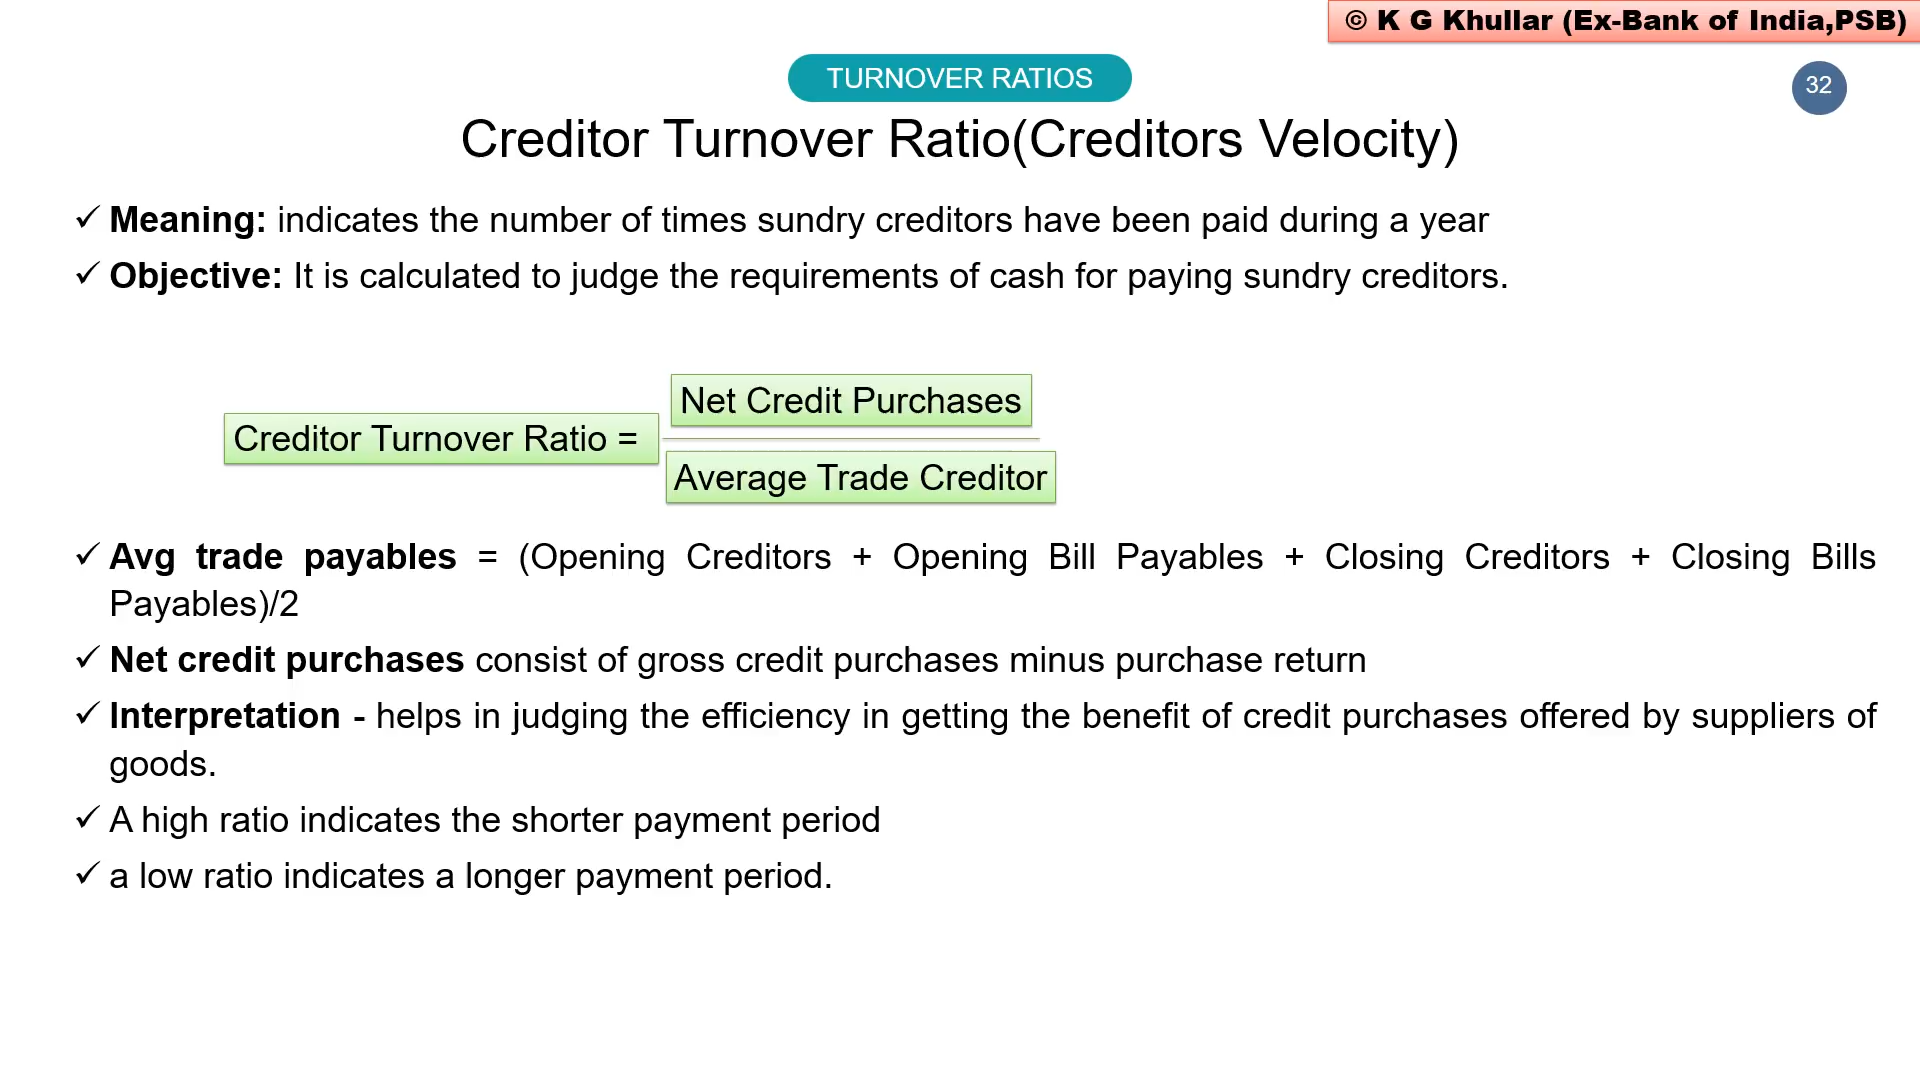 © K G Khullar (Ex-Bank of India,PSB)
TURNOVER RATIOS
32
Creditor Turnover Ratio(Creditors Velocity)
✓ Meaning: indicates the number of times sundry creditors have been paid during a year
✓ Objective: It is calculated to judge the requirements of cash for paying sundry creditors.
Net Credit Purchases
Creditor Turnover Ratio =
Average Trade Creditor
✓ Avg trade payables = (Opening Creditors + Opening Bill Payables + Closing Creditors + Closing Bills
Payables)/2
✓ Net credit purchases consist of gross credit purchases minus purchase return
✓ Interpretation - helps in judging the efficiency in getting the benefit of credit purchases offered by suppliers of
goods.
✓ A high ratio indicates the shorter payment period
✓ a low ratio indicates a longer payment period.